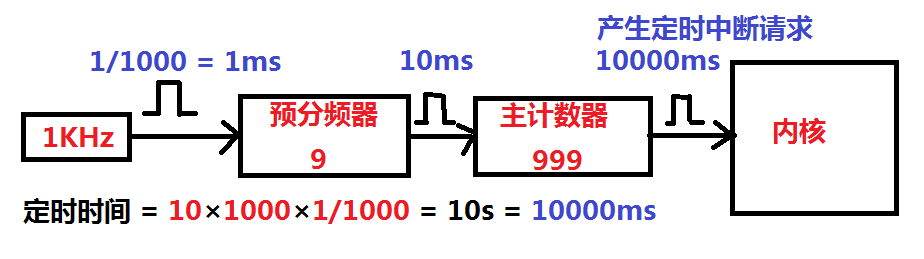 产生定时中断请求
1/1000 = 1ms
10ms
10000ms
1KHz
预分频器
9
主计数器
999
内核
定时时间 = 10×1000×1/1000 = 10s = 10000ms